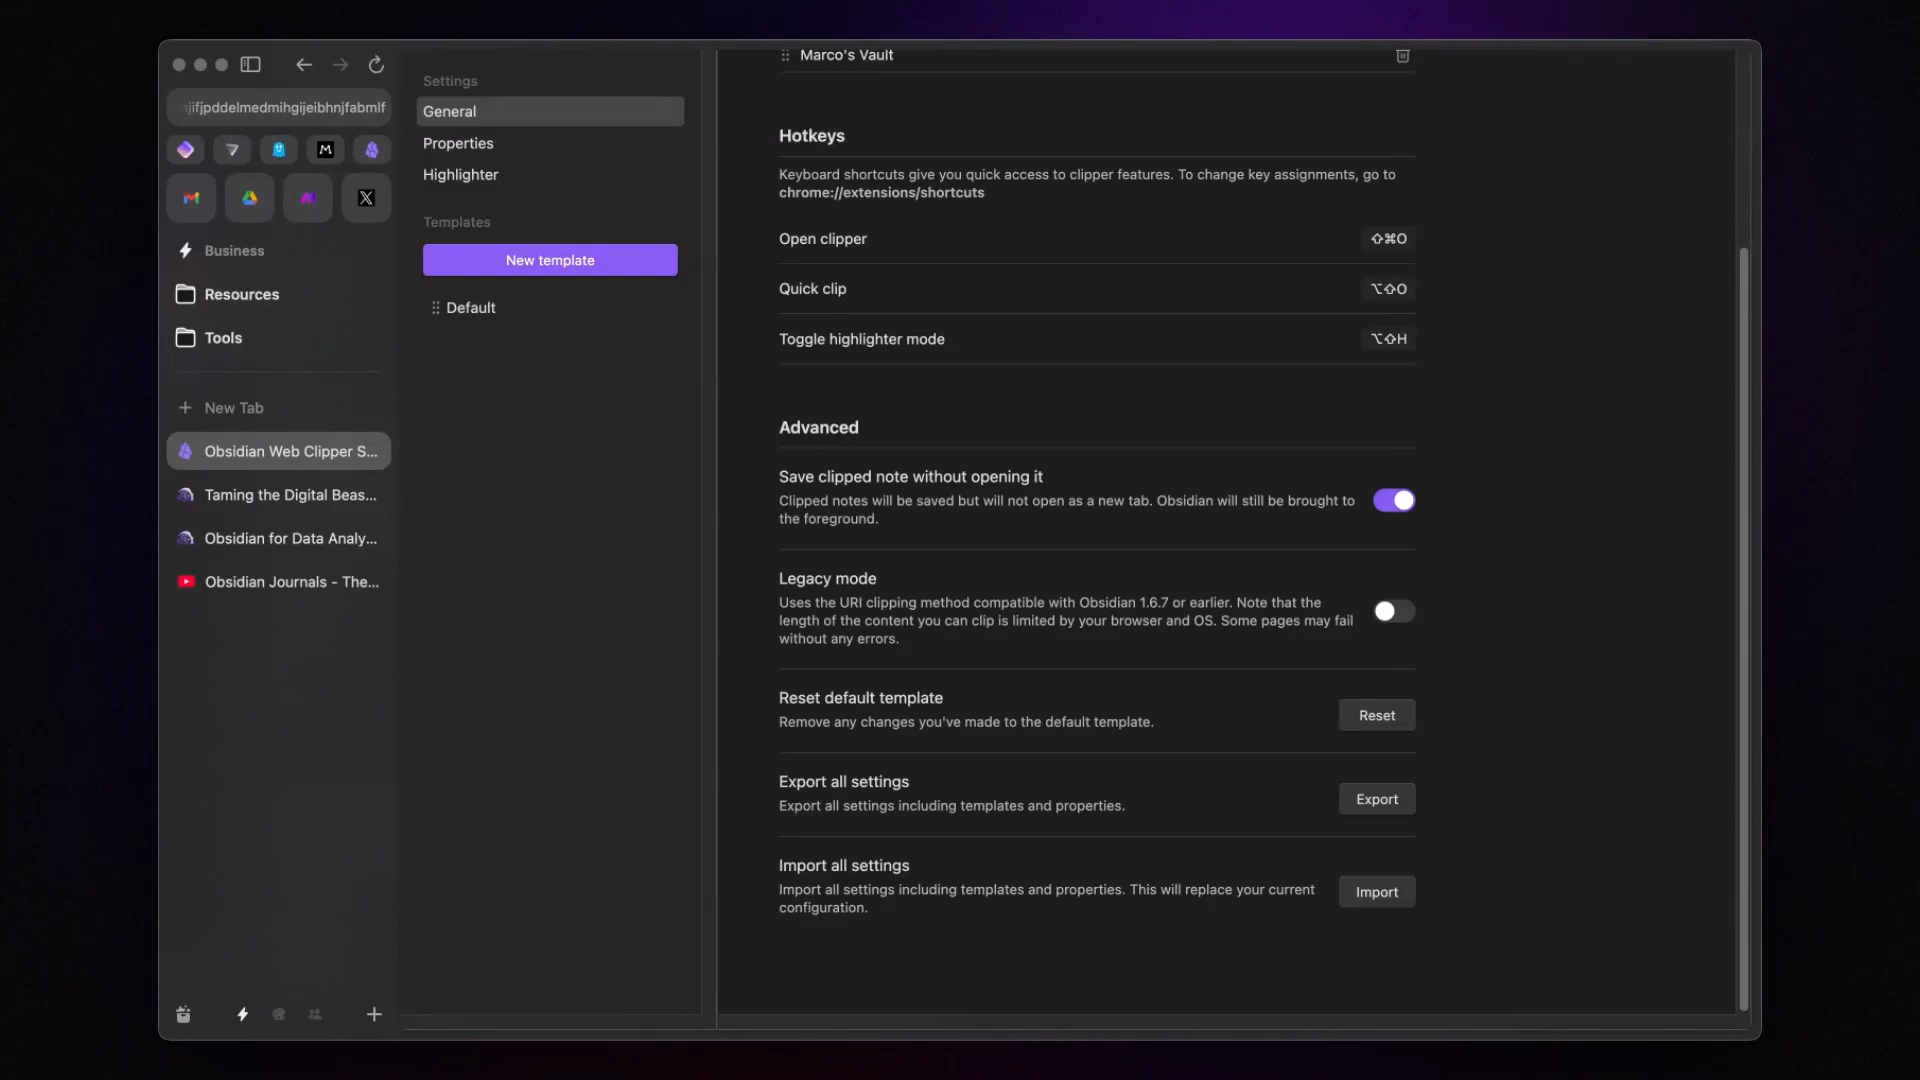 jifjpddelmedmihgijeibhnjfabmlf
Business
Resources
Tools
New Tab
Obsidian Web Clipper S...
Taming the Digital Beas...
Obsidian for Data Analy...
Obsidian Journals - The...
Settings
General
Properties
Highlighter
Templates
New template
Default
Marco's Vault
Hotkeys
Keyboard shortcuts give you quick access to clipper features. To change key assignments, go to
chrome://extensions/shortcuts
Open clipper
⇧⌘O
Quick clip
⌥⇧O
Toggle highlighter mode
⌥⇧H
Advanced
Save clipped note without opening it
Clipped notes will be saved but will not open as a new tab. Obsidian will still be brought to
the foreground.
Legacy mode
Uses the URI clipping method compatible with Obsidian 1.6.7 or earlier. Note that the
length of the content you can clip is limited by your browser and OS. Some pages may fail
without any errors.
Reset default template
Remove any changes you've made to the default template.
Reset
Export all settings
Export all settings including templates and properties.
Export
Import all settings
Import all settings including templates and properties. This will replace your current
configuration.
Import